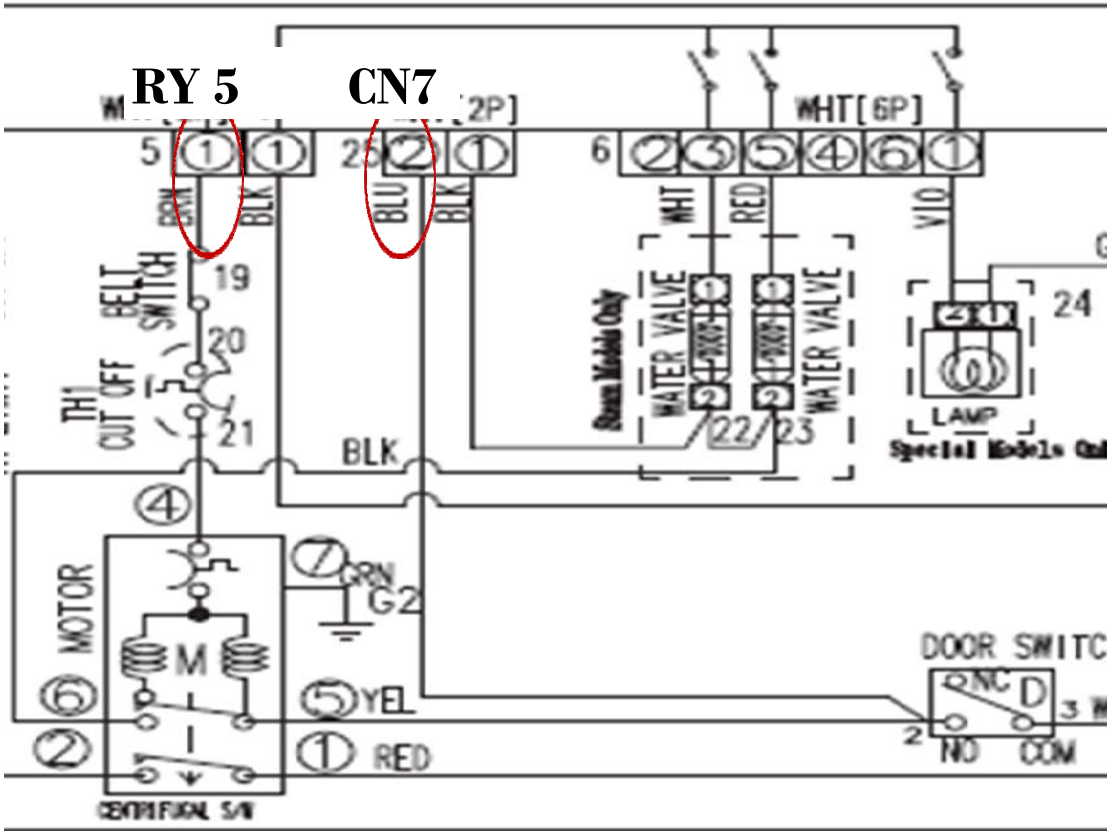 RY 5 CN7
[2P] WHT[6P]
5 1 1 25 2 1 6 2 3 5 4 6 1
BRN BLK BLU BLK WHT RED VIO
BELT SWITCH
19
20
TH1
CUT OFF
21
Steam Models Only
WATER VALVE
1 1
2 2
WATER VALVE
22 23
2 1
24
LAMP
Special Models
BLK
4
7
GRN
G2
MOTOR
M
6
5 YEL
2
1 RED
DOOR SWITC
NC D
3
2
NO COM
CENTRIFUGAL S/W